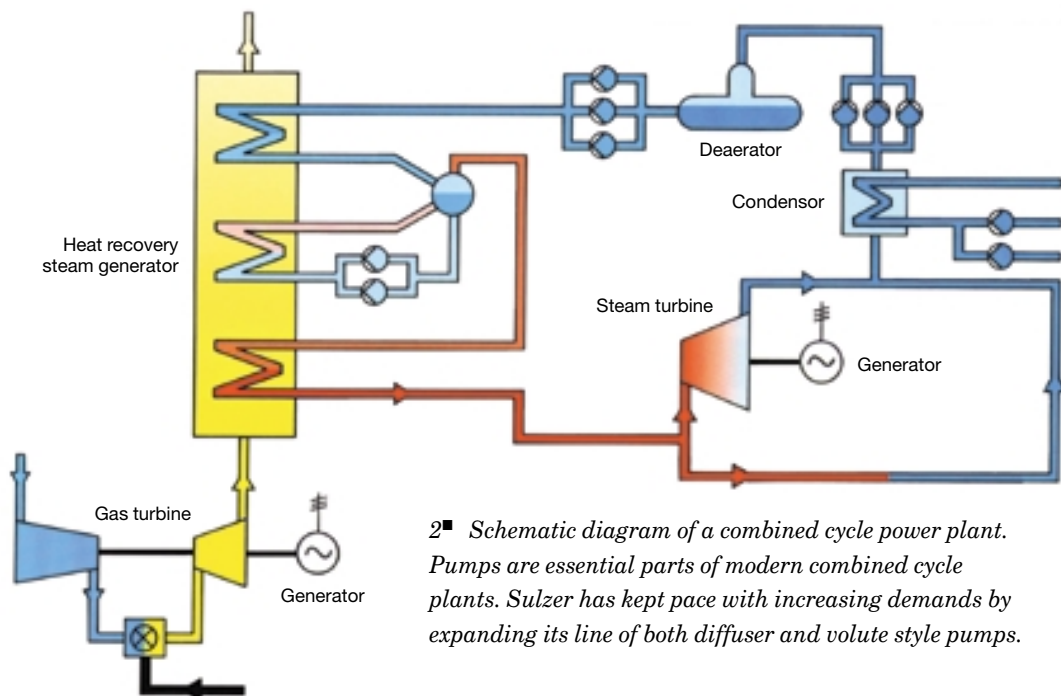 Deaerator
Condensor
Heat recovery
steam generator
Steam turbine
Generator
Gas turbine
Generator
2■ Schematic diagram of a combined cycle power plant.
Pumps are essential parts of modern combined cycle
plants. Sulzer has kept pace with increasing demands by
expanding its line of both diffuser and volute style pumps.